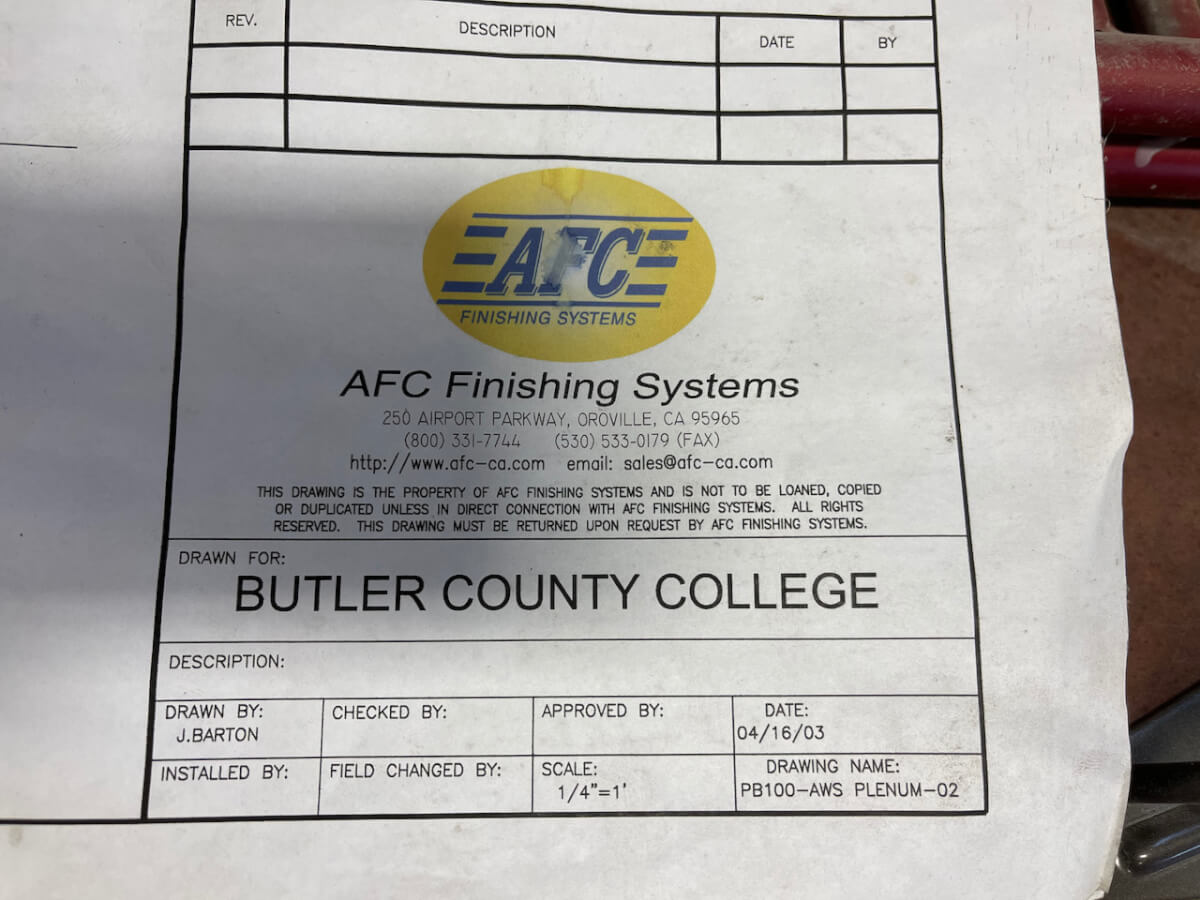 REV. DESCRIPTION DATE BY
AFC
FINISHING SYSTEMS
AFC Finishing Systems
250 AIRPORT PARKWAY, OROVILLE, CA 95965
(800) 331-7744 (530) 533-0179 (FAX)
http://www.afc-ca.com email: sales@afc-ca.com
THIS DRAWING IS THE PROPERTY OF AFC FINISHING SYSTEMS AND IS NOT TO BE LOANED, COPIED
OR DUPLICATED UNLESS IN DIRECT CONNECTION WITH AFC FINISHING SYSTEMS. ALL RIGHTS
RESERVED. THIS DRAWING MUST BE RETURNED UPON REQUEST BY AFC FINISHING SYSTEMS.
DRAWN FOR:
BUTLER COUNTY COLLEGE
DESCRIPTION:
DRAWN BY: CHECKED BY: APPROVED BY: DATE:
J.BARTON 04/16/03
INSTALLED BY: FIELD CHANGED BY: SCALE: DRAWING NAME:
1/4"=1' PB100-AWS PLENUM-02